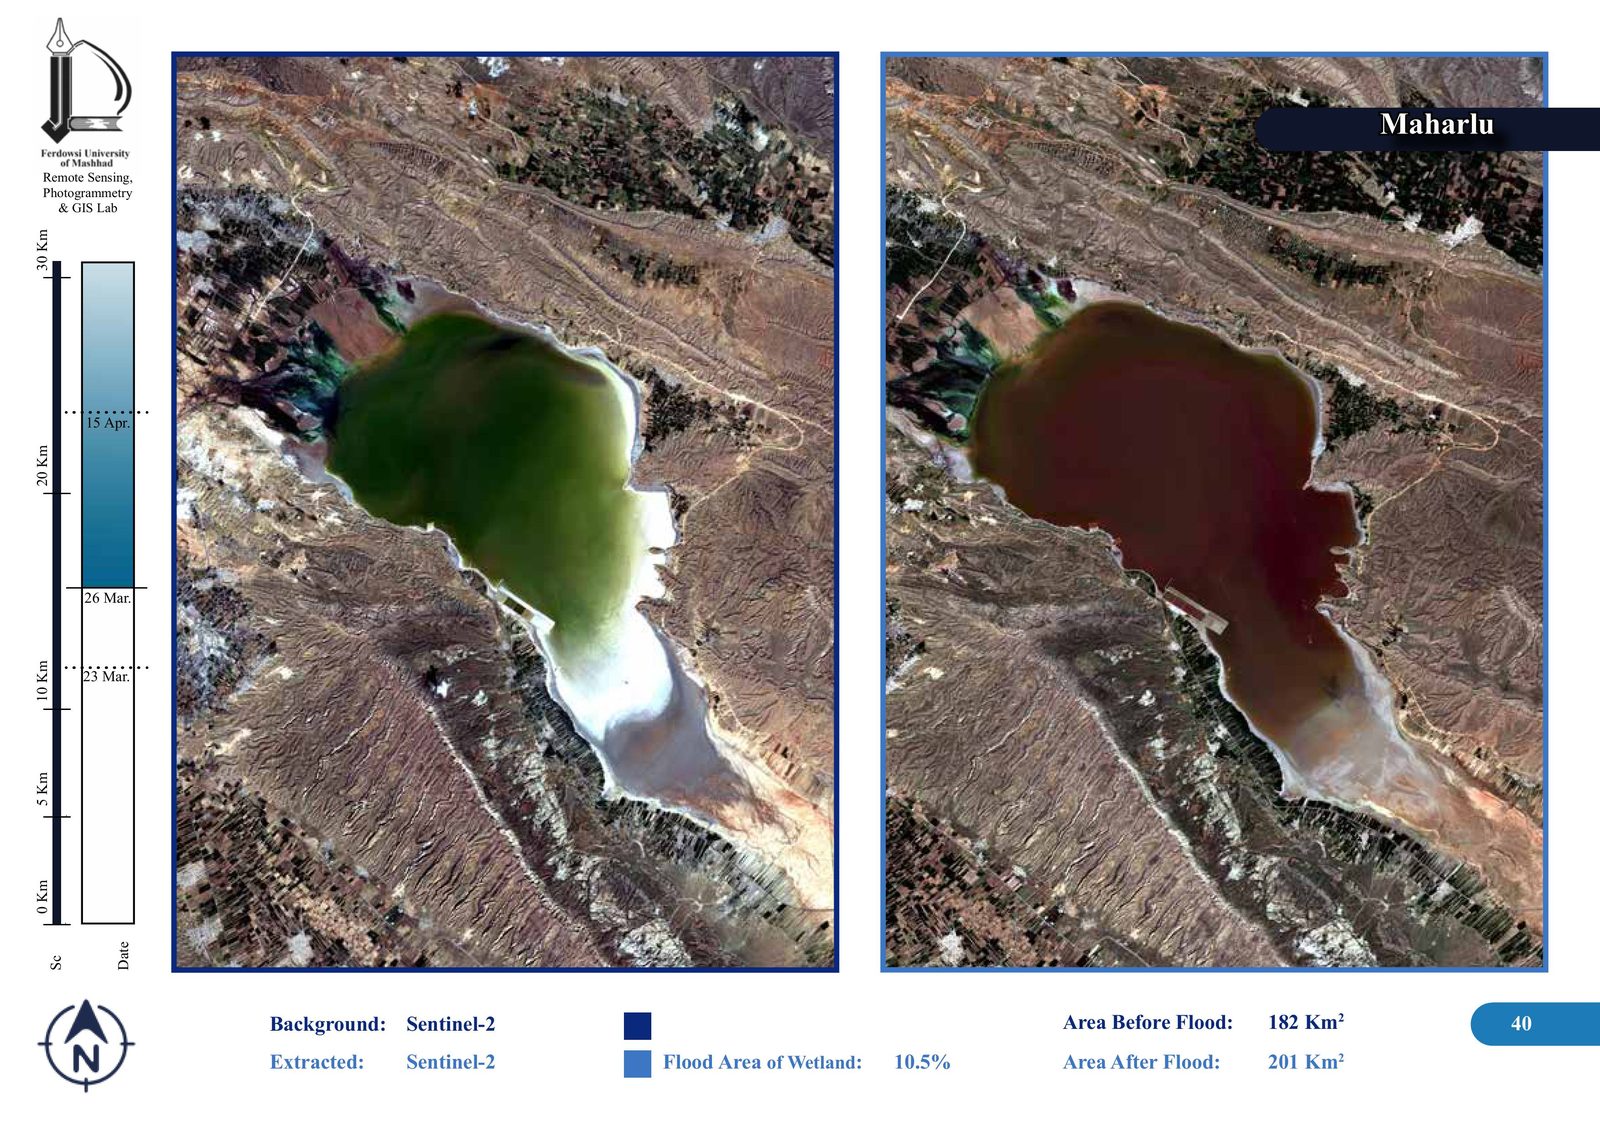 Ferdowsi University
of Mashhad
Remote Sensing,
Photogrammetry
& GIS Lab
Maharlu
30 Km
20 Km
10 Km
5 Km
0 Km
Sc
15 Apr.
26 Mar.
23 Mar.
Date
N
Background: Sentinel-2
Extracted: Sentinel-2
Flood Area of Wetland: 10.5%
Area Before Flood: 182 Km²
Area After Flood: 201 Km²
40